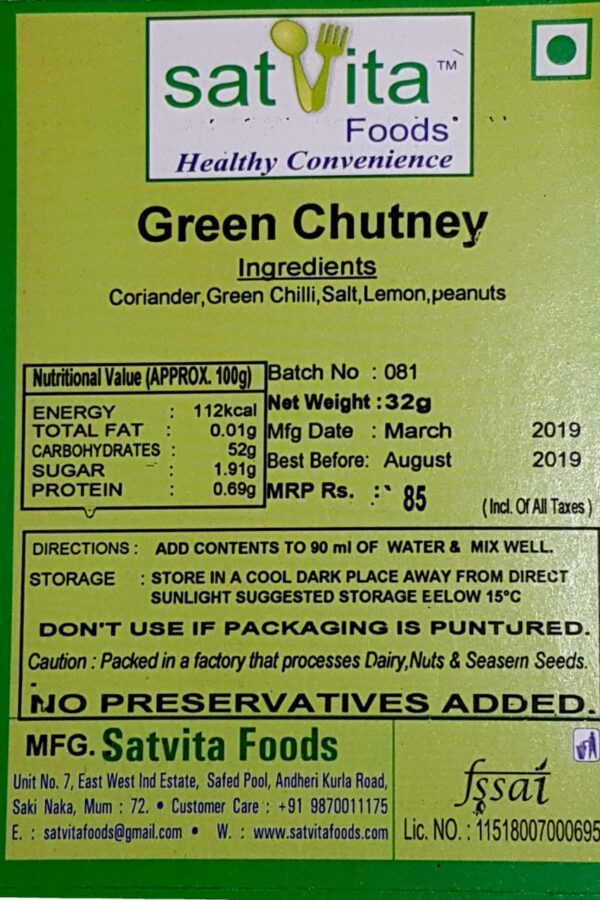 satVita™
Foods
Healthy Convenience
Green Chutney
Ingredients
Coriander,Green Chilli,Salt,Lemon,peanuts
Nutritional Value (APPROX. 100g)
ENERGY : 112kcal
TOTAL FAT : 0.01g
CARBOHYDRATES : 52g
SUGAR : 1.91g
PROTEIN : 0.69g
Batch No : 081
Net Weight : 32g
Mfg Date : March 2019
Best Before: August 2019
MRP Rs. : 85 (Incl. Of All Taxes)
DIRECTIONS : ADD CONTENTS TO 90 ml OF WATER & MIX WELL.
STORAGE : STORE IN A COOL DARK PLACE AWAY FROM DIRECT
SUNLIGHT SUGGESTED STORAGE EELOW 15°C
DON'T USE IF PACKAGING IS PUNTURED.
Caution : Packed in a factory that processes Dairy,Nuts & Seasem Seeds.
NO PRESERVATIVES ADDED.
MFG. Satvita Foods
Unit No. 7, East West Ind Estate, Safed Pool, Andheri Kurla Road,
Saki Naka, Mum : 72. • Customer Care : +91 9870011175
E. : satvitafoods@gmail.com • W. : www.satvitafoods.com
fssai
Lic. NO. : 11518007000695